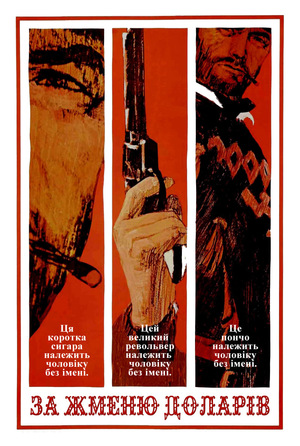 Ця
коротка
сигара
належить
чоловіку
без імені.
Цей
великий
револьвер
належить
чоловіку
без імені.
Це
пончо
належить
чоловіку
без імені.
ЗА ЖМЕНЮ ДОЛАРІВ